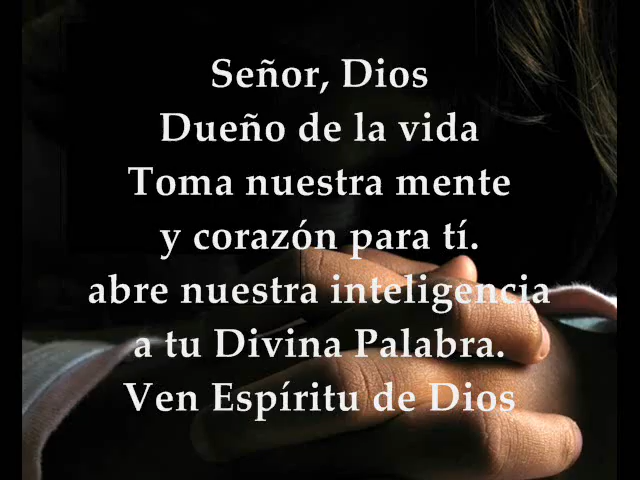 Señor, Dios
Dueño de la vida
Toma nuestra mente
y corazón para tí.
abre nuestra inteligencia
a tu Divina Palabra.
Ven Espíritu de Dios